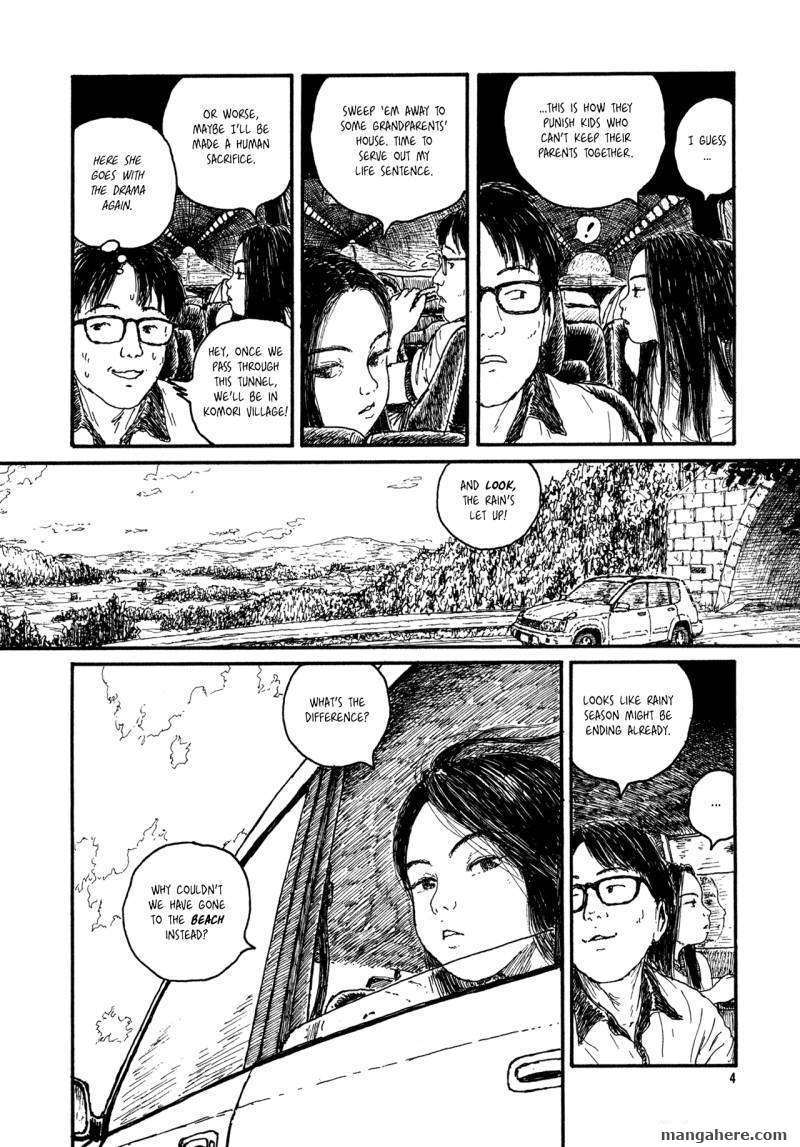 I GUESS
...
...THIS IS HOW THEY
PUNISH KIDS WHO
CAN'T KEEP THEIR
PARENTS TOGETHER.
!
SWEEP 'EM AWAY TO
SOME GRANDPARENTS'
HOUSE. TIME TO
SERVE OUT MY
LIFE SENTENCE.
OR WORSE,
MAYBE I'LL BE
MADE A HUMAN
SACRIFICE.
HERE SHE
GOES WITH
THE DRAMA
AGAIN.
HEY, ONCE WE
PASS THROUGH
THIS TUNNEL,
WE'LL BE IN
KOMORI VILLAGE!
AND LOOK,
THE RAIN'S
LET UP!
LOOKS LIKE RAINY
SEASON MIGHT BE
ENDING ALREADY.
...
WHAT'S THE
DIFFERENCE?
WHY COULDN'T
WE HAVE GONE
TO THE BEACH
INSTEAD?
4
mangahere.com